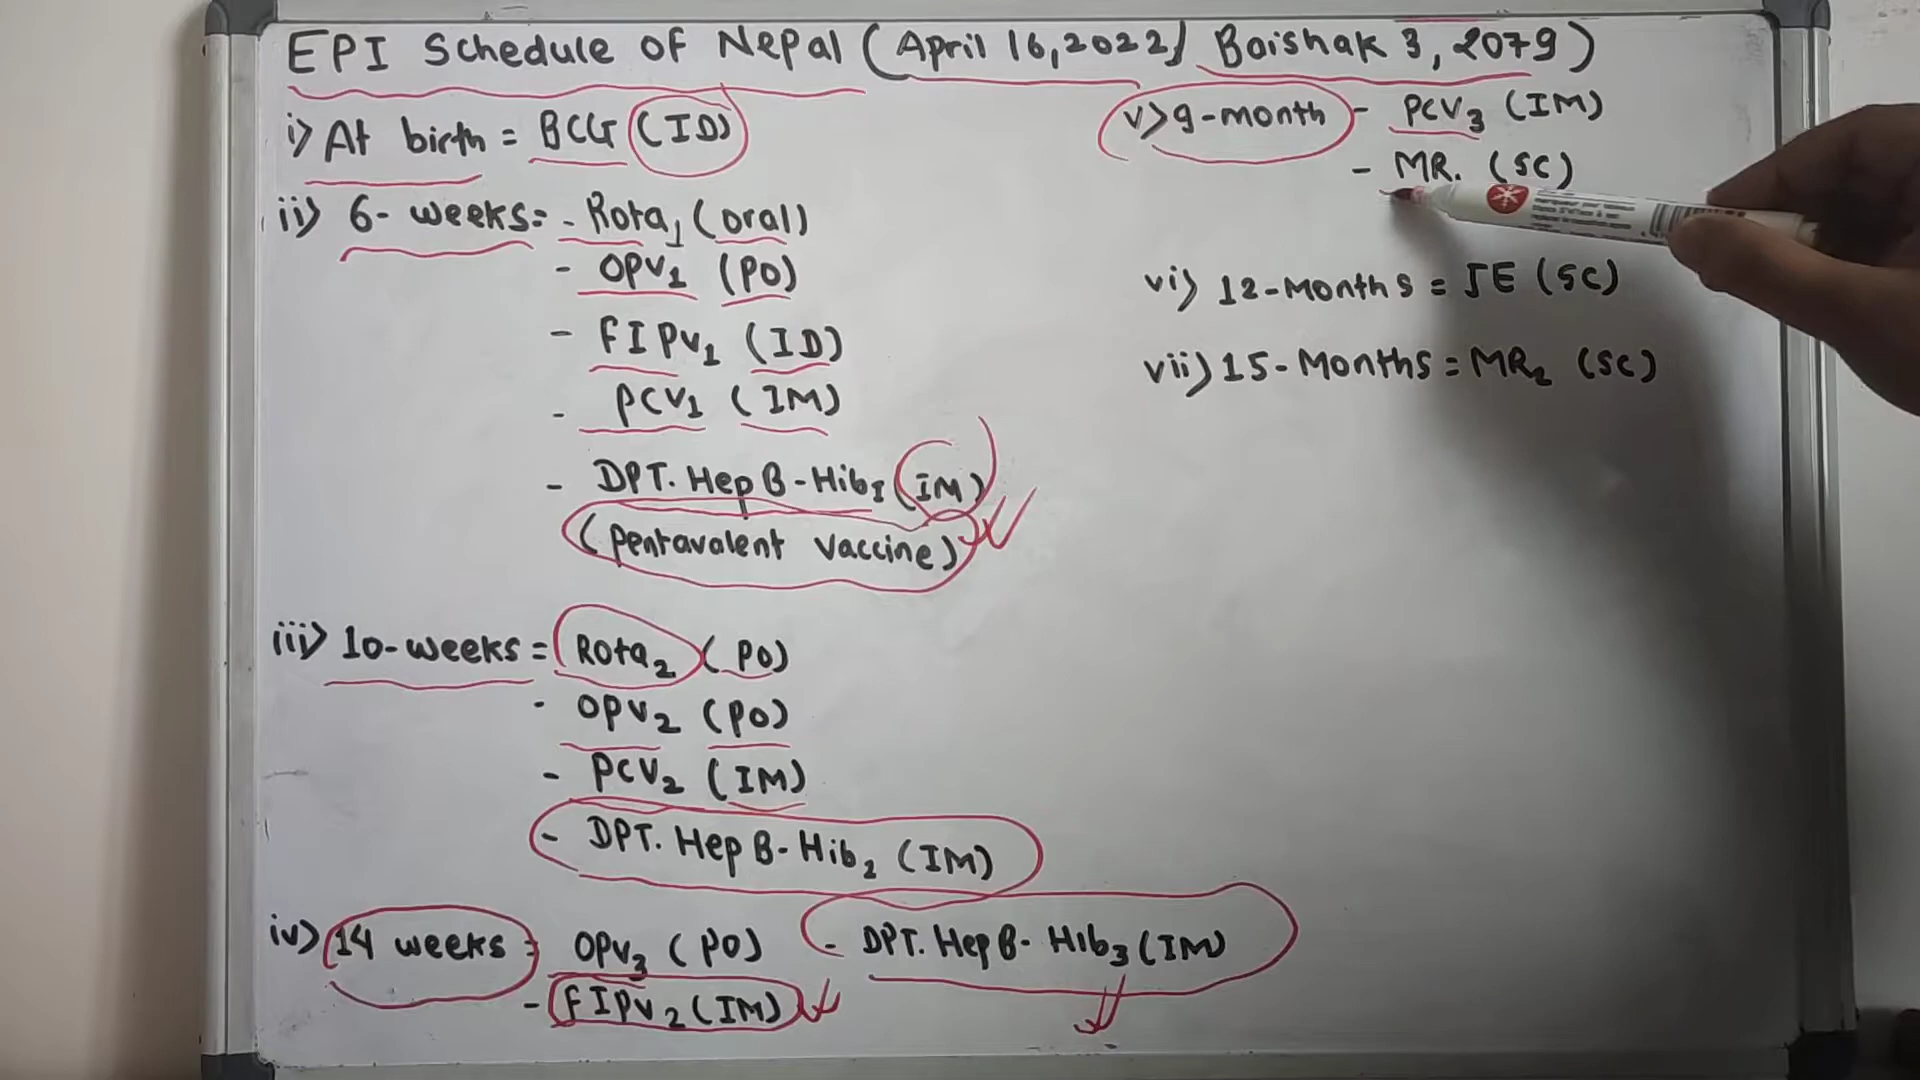 EPI Schedule of Nepal (April 16,2022/ Baishak 3, 2079)
i) At birth = BCG (ID)
ii) 6- weeks= - Rota1 (oral)
- OPV1 (PO)
- FIPV1 (ID)
- PCV1 (IM)
- DPT. Hep B-Hib1 (IM)
(Pentavalent vaccine)
iii) 10-weeks = Rota2 (PO)
- OPV2 (PO)
- PCV2 (IM)
- DPT. Hep B-Hib2 (IM)
iv) 14 weeks = OPV3 (PO) - DPT. Hep B- Hib3 (IM)
- FIPV2 (IM)
v) 9-month - PCV3 (IM)
- MR. (SC)
vi) 12-Months = JE (SC)
vii) 15-Months = MR2 (SC)